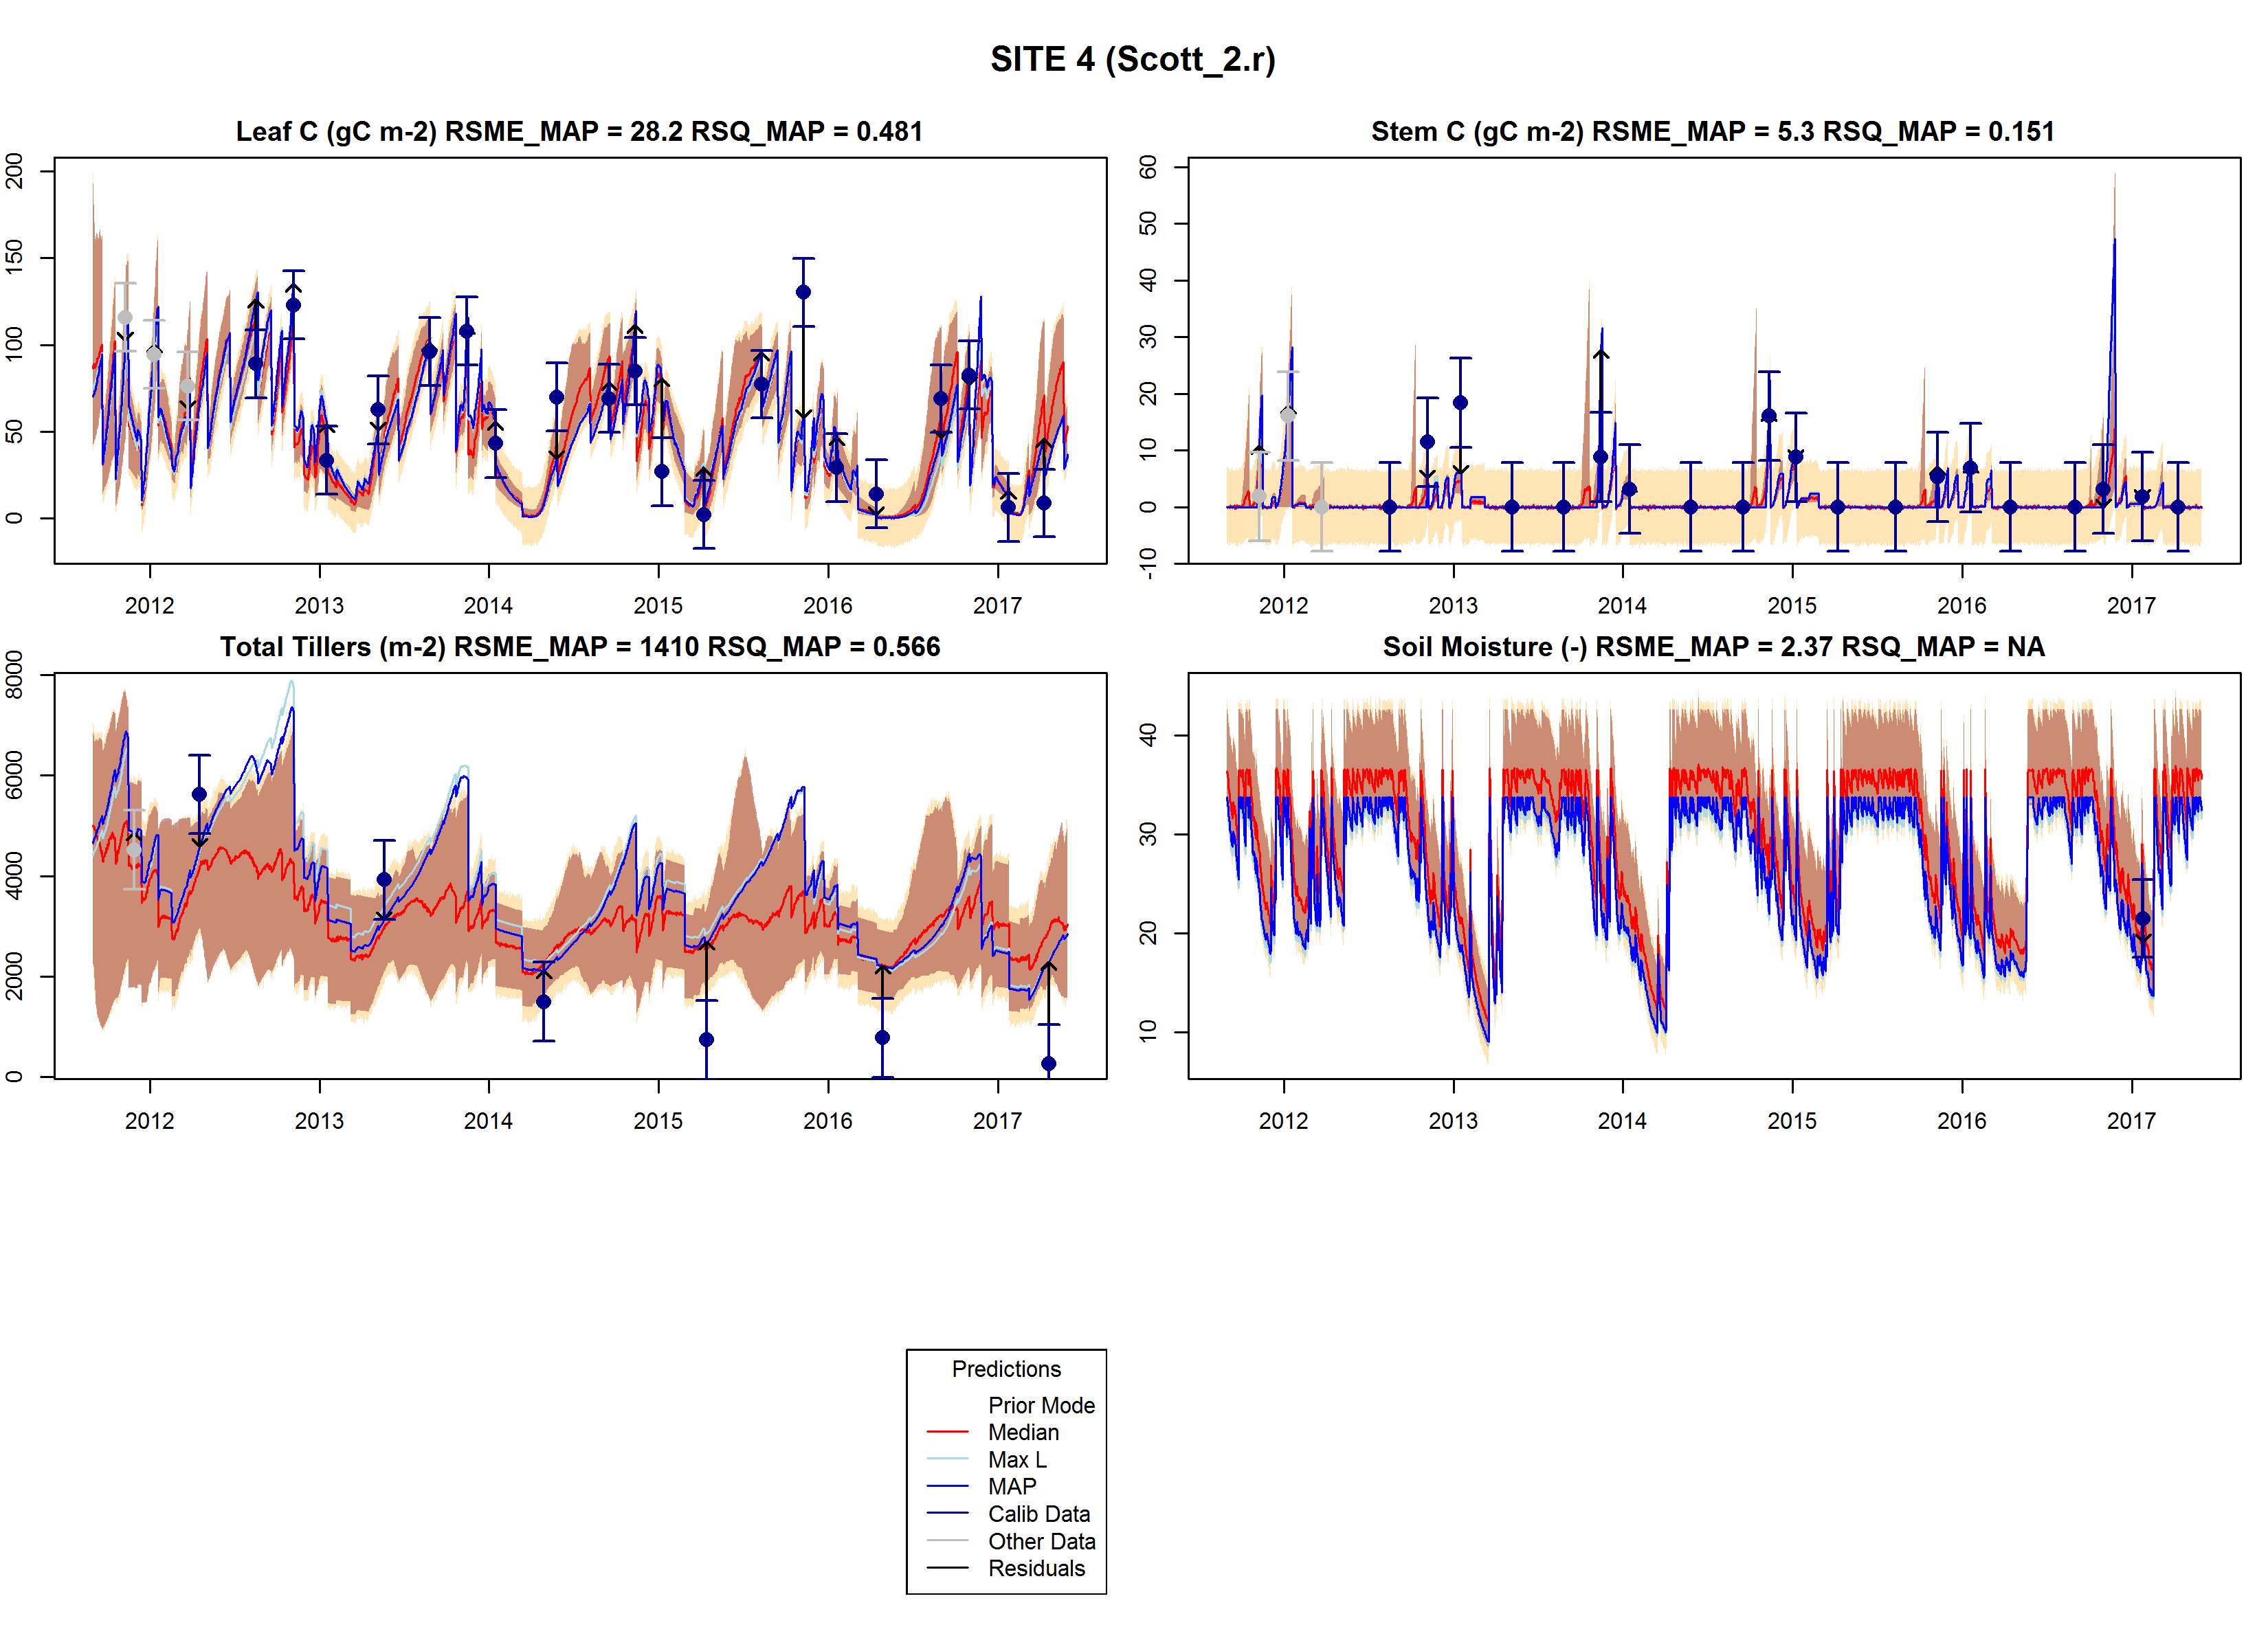 SITE 4 (Scott_2.r)
Leaf C (gC m-2) RSME_MAP = 28.2 RSQ_MAP = 0.481
200
150
100
50
0
2012 2013 2014 2015 2016 2017
Stem C (gC m-2) RSME_MAP = 5.3 RSQ_MAP = 0.151
60
50
40
30
20
10
0
-10
2012 2013 2014 2015 2016 2017
Total Tillers (m-2) RSME_MAP = 1410 RSQ_MAP = 0.566
8000
6000
4000
2000
0
2012 2013 2014 2015 2016 2017
Soil Moisture (-) RSME_MAP = 2.37 RSQ_MAP = NA
40
30
20
10
2012 2013 2014 2015 2016 2017
Predictions
Prior Mode
Median
Max L
MAP
Calib Data
Other Data
Residuals